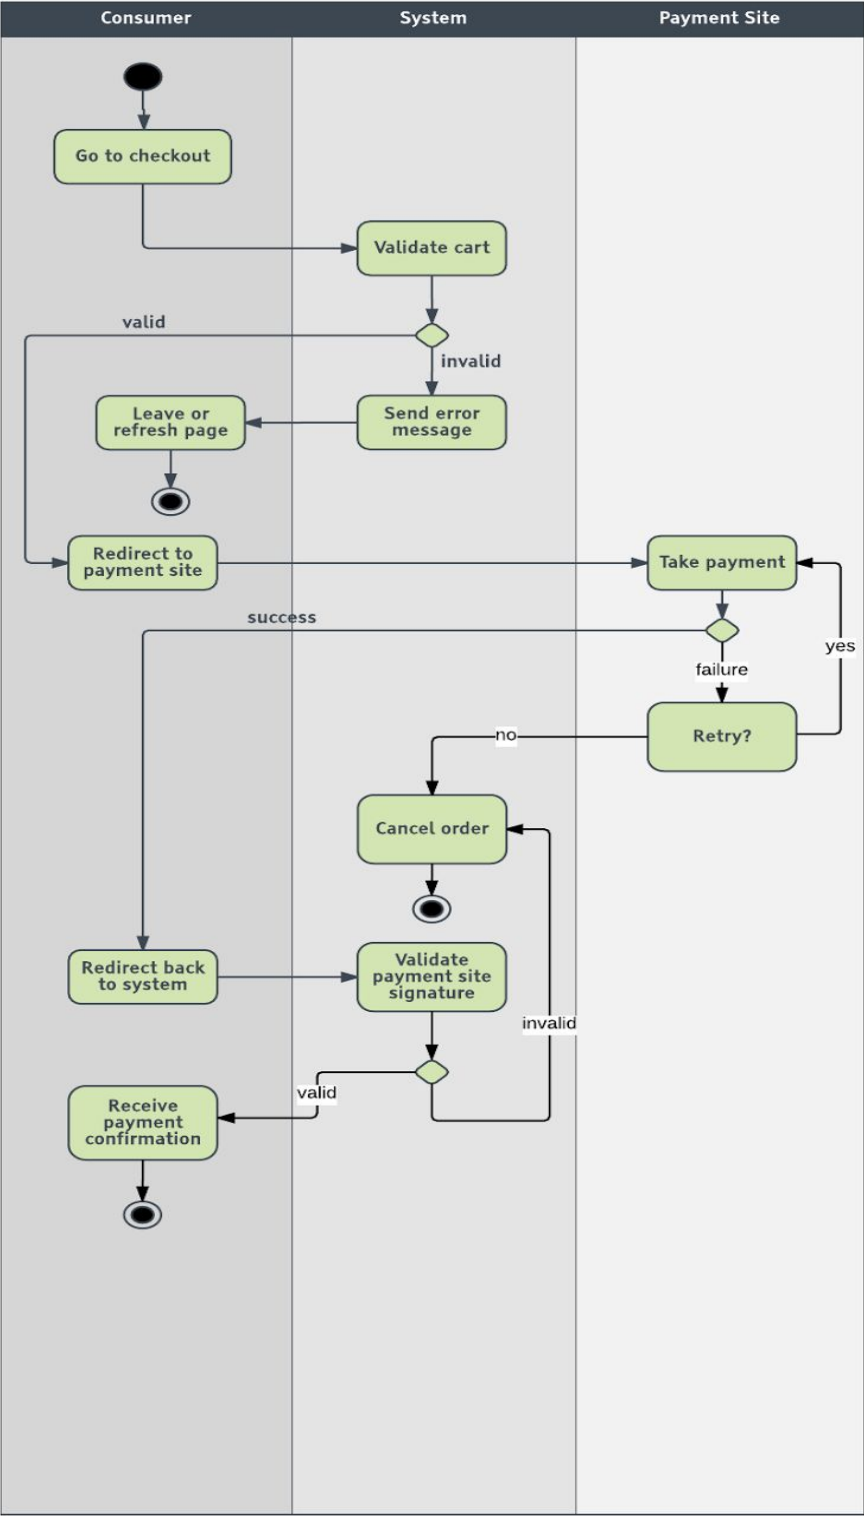 Consumer
System
Payment Site
Go to checkout
Validate cart
valid
invalid
Leave or
refresh page
Send error
message
Redirect to
payment site
Take payment
success
yes
failure
Retry?
no
Cancel order
Redirect back
to system
Validate
payment site
signature
invalid
valid
Receive
payment
confirmation